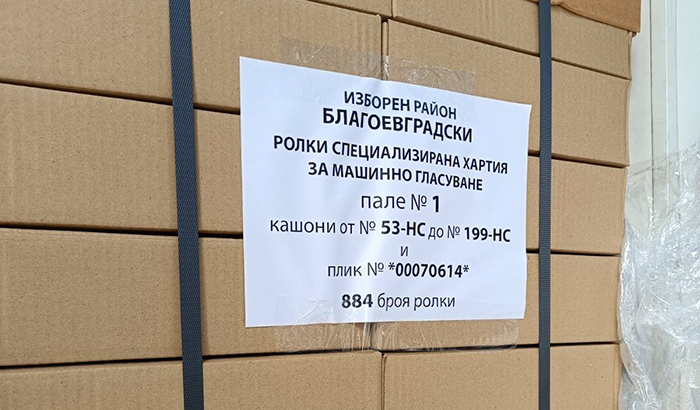 ИЗБОРЕН РАЙОН
БЛАГОЕВГРАДСКИ
РОЛКИ СПЕЦИАЛИЗИРАНА ХАРТИЯ
ЗА МАШИННО ГЛАСУВАНЕ
пале № 1
кашони от № 53-НС до № 199-НС
и
плик № *00070614*
884 броя ролки